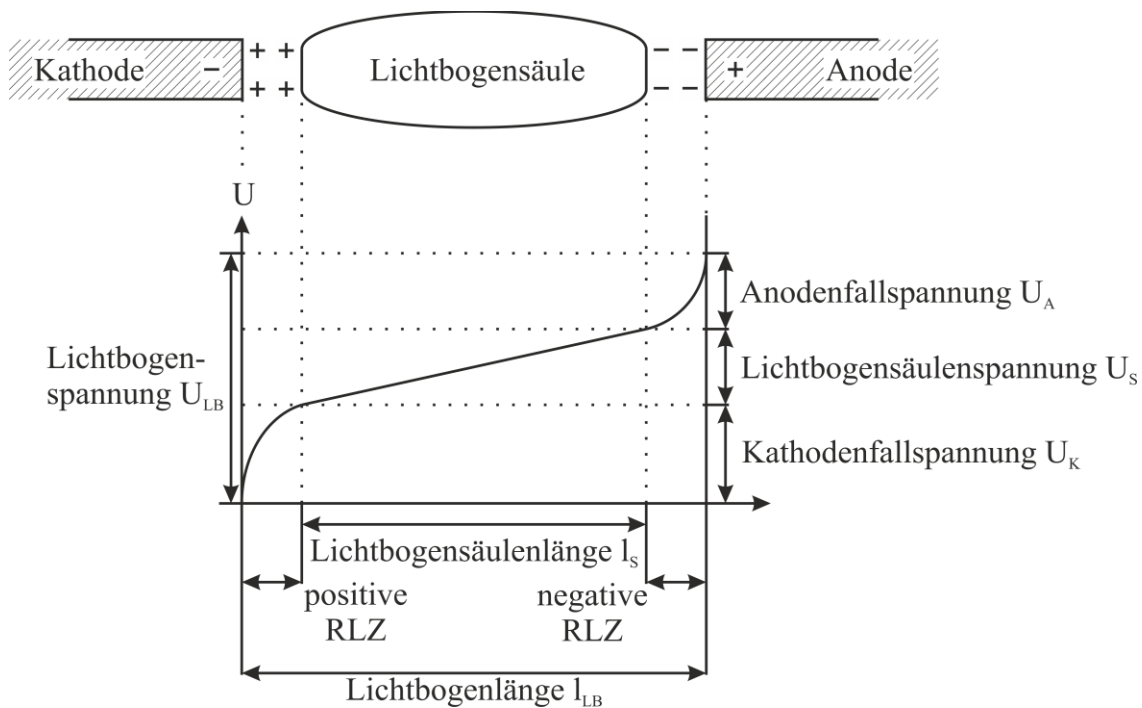 Kathode − + + + + Lichtbogensäule − − − − + Anode
U
Anodenfallspannung U_A
Lichtbogen-
spannung U_LB
Lichtbogensäulenspannung U_S
Kathodenfallspannung U_K
Lichtbogensäulenlänge l_S
positive
RLZ
negative
RLZ
Lichtbogenlänge l_LB